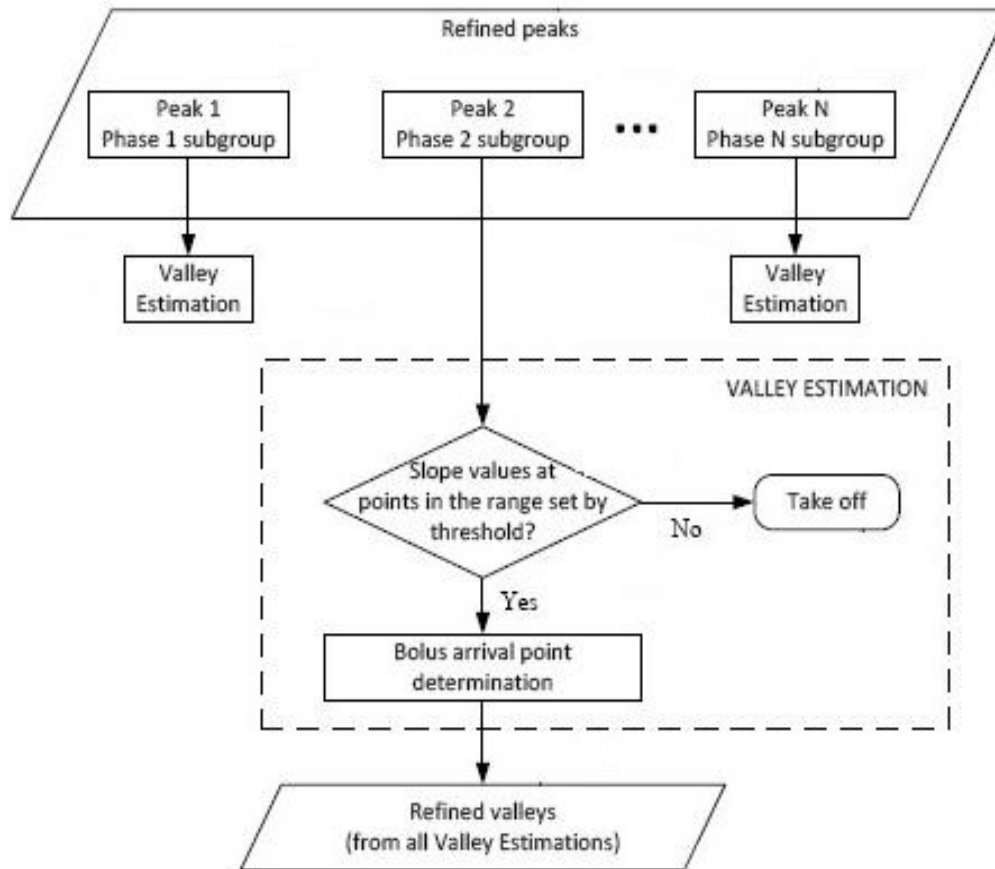 Refined peaks
Peak 1
Phase 1 subgroup
Peak 2
Phase 2 subgroup
...
Peak N
Phase N subgroup
Valley
Estimation
Valley
Estimation
VALLEY ESTIMATION
Slope values at
points in the range set by
threshold?
No
Take off
Yes
Bolus arrival point
determination
Refined valleys
(from all Valley Estimations)